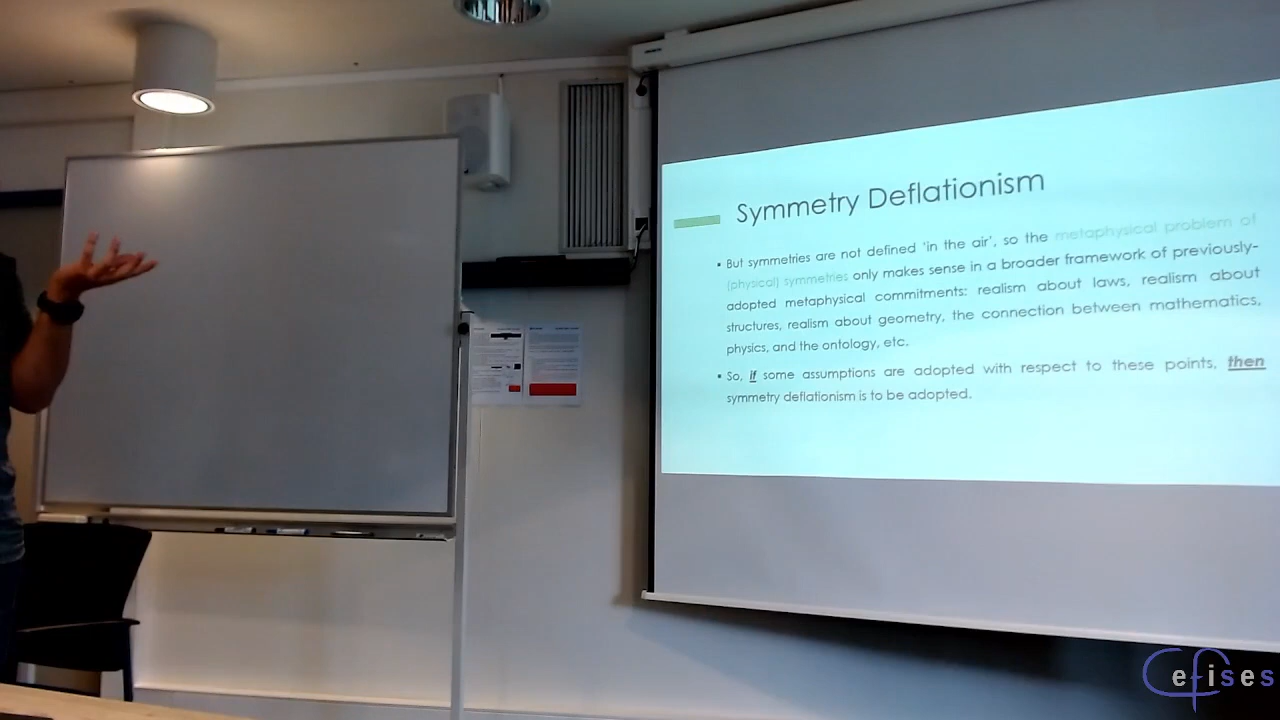 Symmetry Deflationism
▪ But symmetries are not defined 'in the air', so the metaphysical problem of
(physical) symmetries only makes sense in a broader framework of previously-
adopted metaphysical commitments: realism about laws, realism about
structures, realism about geometry, the connection between mathematics,
physics, and the ontology, etc.
▪ So, if some assumptions are adopted with respect to these points, then
symmetry deflationism is to be adopted.
Cefises